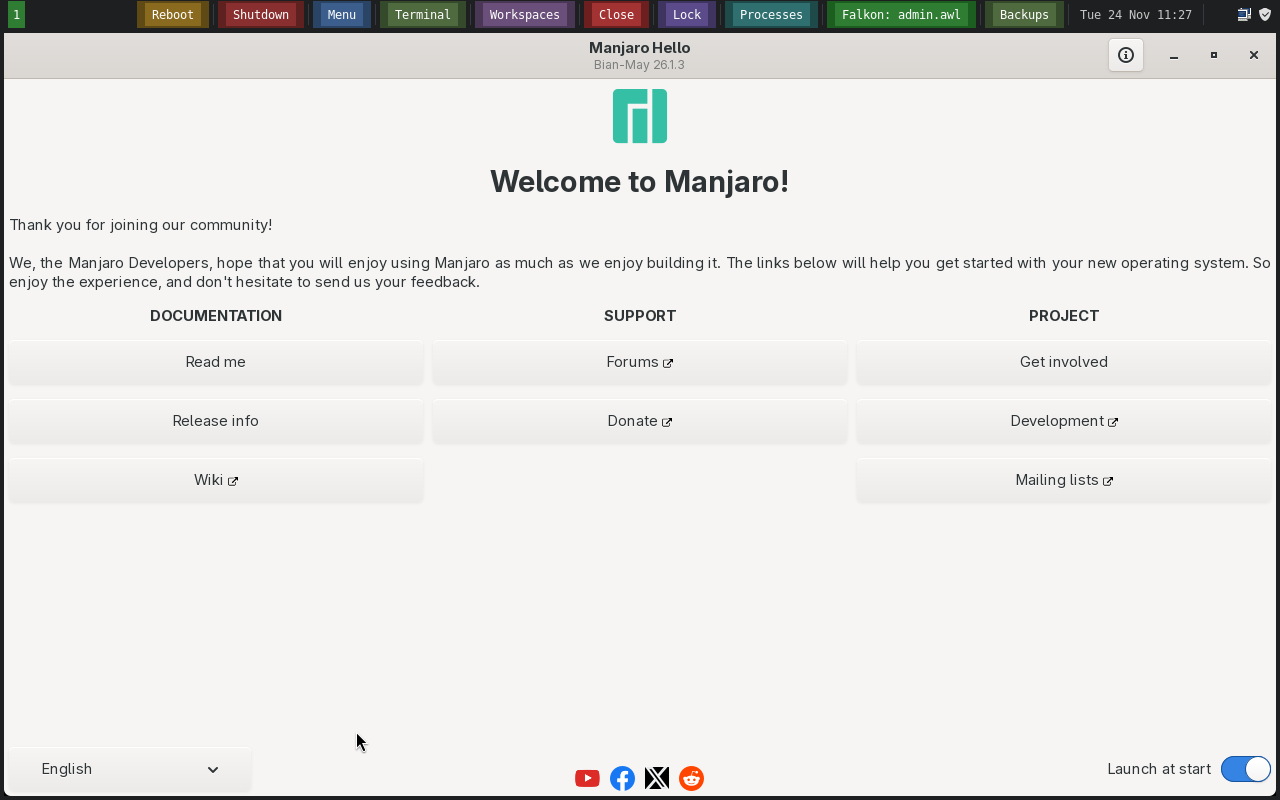 1 Reboot Shutdown Menu Terminal Workspaces Close Lock Processes Falkon: admin.awl Backups Tue 24 Nov 11:27
Manjaro Hello
Bian-May 26.1.3
Welcome to Manjaro!
Thank you for joining our community!
We, the Manjaro Developers, hope that you will enjoy using Manjaro as much as we enjoy building it. The links below will help you get started with your new operating system. So
enjoy the experience, and don't hesitate to send us your feedback.
DOCUMENTATION SUPPORT PROJECT
Read me Forums Get involved
Release info Donate Development
Wiki Mailing lists
English Launch at start